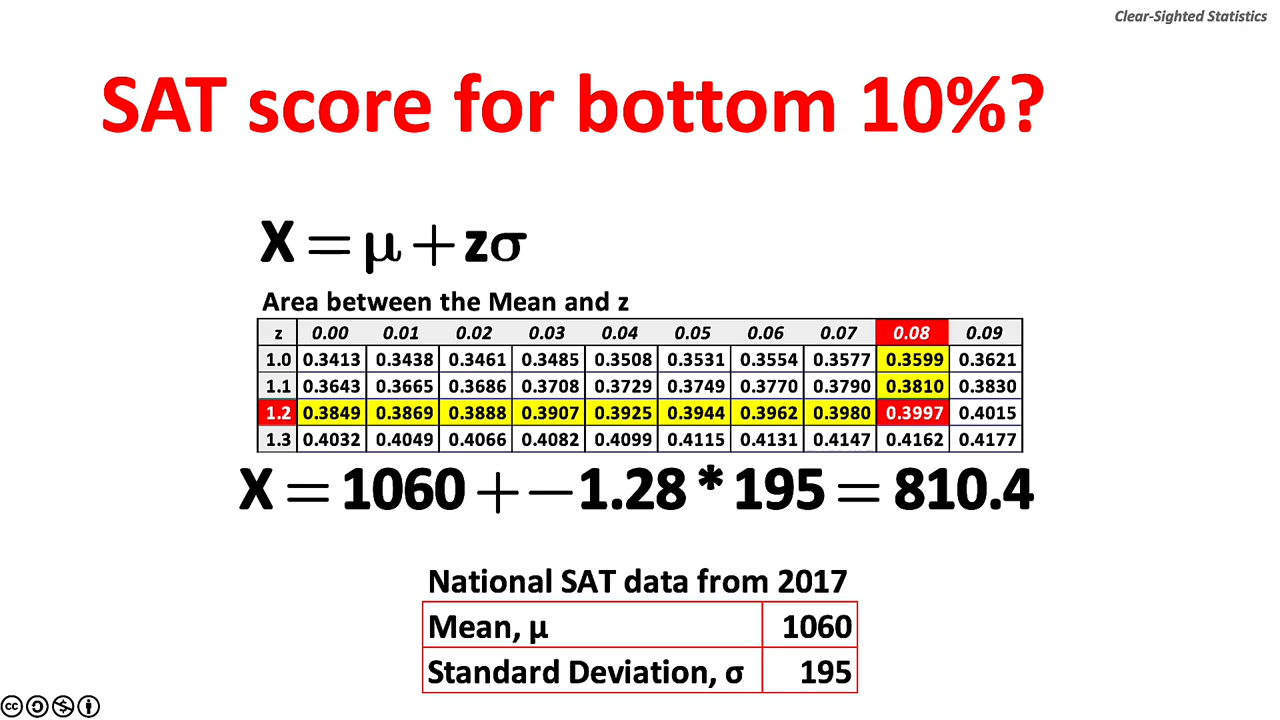 Clear-Sighted Statistics
SAT score for bottom 10%?
X = μ + zσ
Area between the Mean and z
z 0.00 0.01 0.02 0.03 0.04 0.05 0.06 0.07 0.08 0.09
1.0 0.3413 0.3438 0.3461 0.3485 0.3508 0.3531 0.3554 0.3577 0.3599 0.3621
1.1 0.3643 0.3665 0.3686 0.3708 0.3729 0.3749 0.3770 0.3790 0.3810 0.3830
1.2 0.3849 0.3869 0.3888 0.3907 0.3925 0.3944 0.3962 0.3980 0.3997 0.4015
1.3 0.4032 0.4049 0.4066 0.4082 0.4099 0.4115 0.4131 0.4147 0.4162 0.4177
X = 1060 + −1.28 * 195 = 810.4
National SAT data from 2017
Mean, μ 1060
Standard Deviation, σ 195